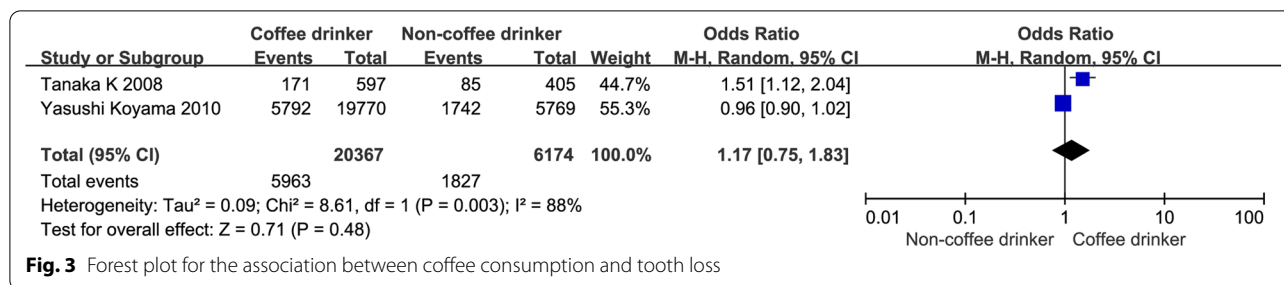 Coffee drinker Non-coffee drinker Odds Ratio Odds Ratio
Study or Subgroup Events Total Events Total Weight M-H, Random, 95% CI M-H, Random, 95% CI
Tanaka K 2008 171 597 85 405 44.7% 1.51 [1.12, 2.04]
Yasushi Koyama 2010 5792 19770 1742 5769 55.3% 0.96 [0.90, 1.02]
Total (95% CI) 20367 6174 100.0% 1.17 [0.75, 1.83]
Total events 5963 1827
Heterogeneity: Tau² = 0.09; Chi² = 8.61, df = 1 (P = 0.003); I² = 88%
Test for overall effect: Z = 0.71 (P = 0.48)
0.01 0.1 1 10 100
Non-coffee drinker Coffee drinker
Fig. 3 Forest plot for the association between coffee consumption and tooth loss